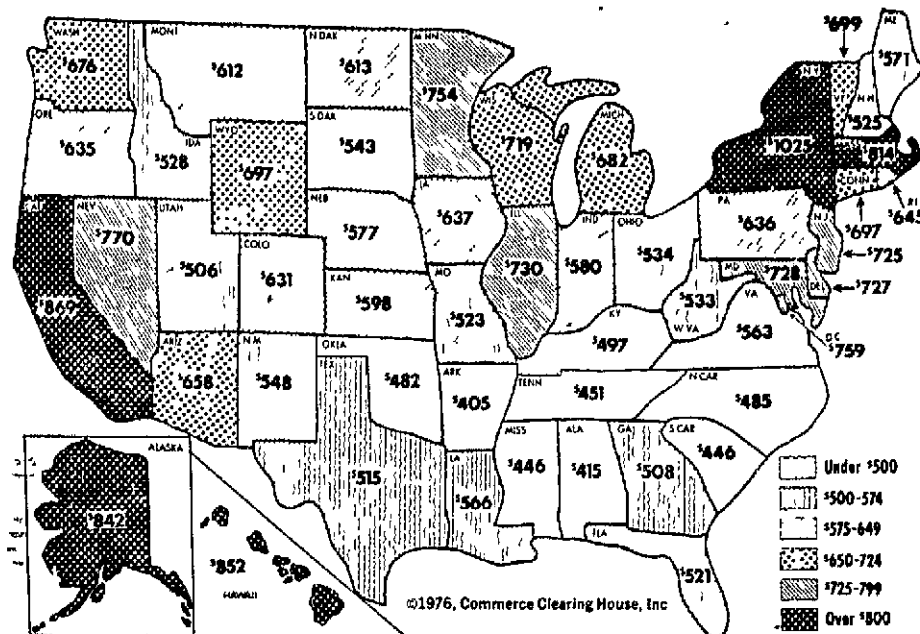 WASH
$676
MONT
$612
N DAK
$613
MINN
$754
$699
ME
$571
ORE
$635
IDA
$528
WYO
$697
S DAK
$543
WIS
$719
MICH
$682
N Y
$1025
N H
$525
MASS
$814
CONN
$697
R I
$645
NEV
$770
UTAH
$506
COLO
$631
NEB
$577
IA
$637
ILL
$730
IND
$580
OHIO
$534
PA
$636
N J
$725
MD
$728
DEL
$727
D C
$759
CAL
$869
KAN
$598
MO
$523
KY
$497
W VA
$533
VA
$563
ARIZ
$658
N M
$548
OKLA
$482
TEX
$515
ARK
$405
TENN
$451
N CAR
$485
LA
$566
MISS
$446
ALA
$415
GA
$508
S CAR
$446
FLA
$521
ALASKA
$842
$852
HAWAII
Under $500
$500-574
$575-649
$650-724
$725-799
Over $800
©1976, Commerce Clearing House, Inc